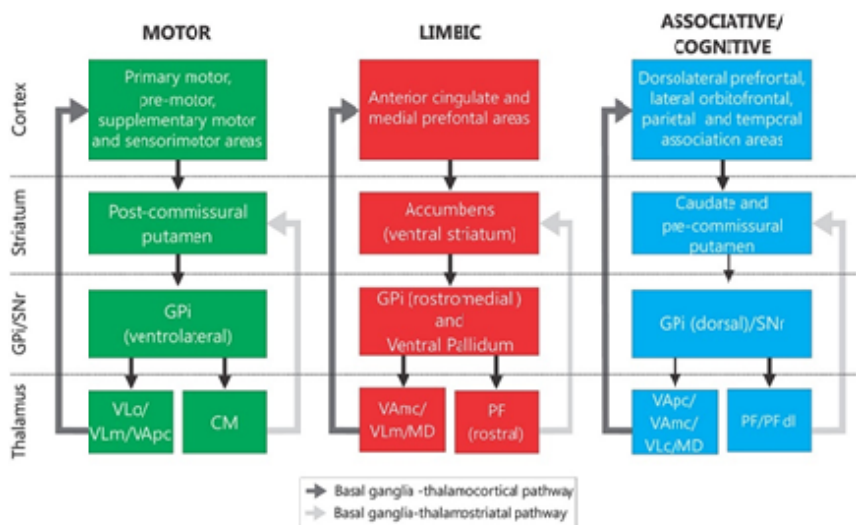 MOTOR
LIMBIC
ASSOCIATIVE/
COGNITIVE
Cortex
Primary motor,
pre-motor,
supplementary motor
and sensorimotor areas
Anterior cingulate and
medial prefontal areas
Dorsolateral prefrontal,
lateral orbitofrontal,
parietal and temporal
association areas
Striatum
Post-commissural
putamen
Accumbens
(ventral striatum)
Caudate and
pre-commissural
putamen
GPi/SNr
GPi
(ventrolateral)
GPi (rostromedial)
and
Ventral Pallidum
GPi (dorsal)/SNr
Thalamus
VLo/
VLm/VApc
CM
VAmc/
VLm/MD
PF
(rostral)
VApc/
VAmc/
VLc/MD
PF/PFdl
Basal ganglia -thalamocortical pathway
Basal ganglia-thalamostriatal pathway